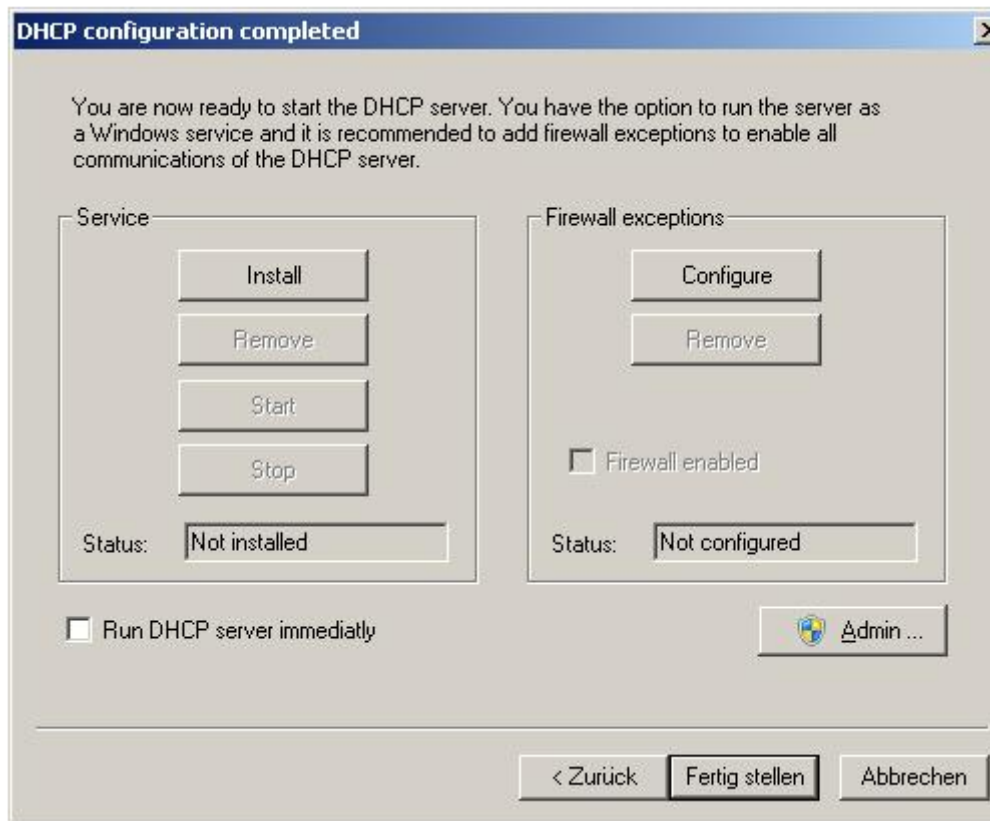 DHCP configuration completed
You are now ready to start the DHCP server. You have the option to run the server as
a Windows service and it is recommended to add firewall exceptions to enable all
communications of the DHCP server.
Service
Install
Remove
Start
Stop
Status: Not installed
Firewall exceptions
Configure
Remove
Firewall enabled
Status: Not configured
Run DHCP server immediatly
Admin ...
< Zurück
Fertig stellen
Abbrechen